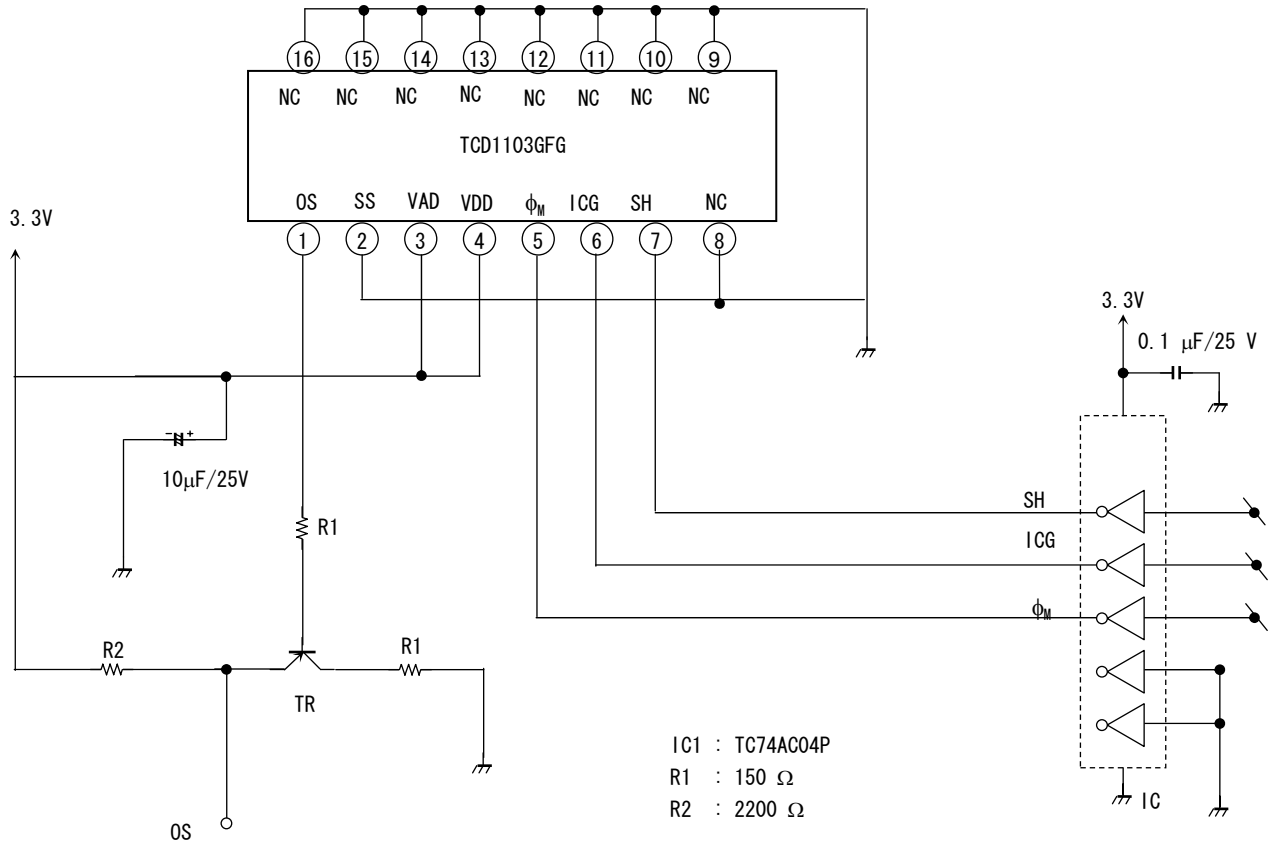 16 15 14 13 12 11 10 9
NC NC NC NC NC NC NC NC
TCD1103GFG
OS SS VAD VDD ϕM ICG SH NC
1 2 3 4 5 6 7 8
3.3V
3.3V
0.1 μF/25 V
- +
10μF/25V
SH
R1
ICG
ϕM
R2
R1
TR
IC1 : TC74AC04P
R1 : 150 Ω
R2 : 2200 Ω
IC
OS